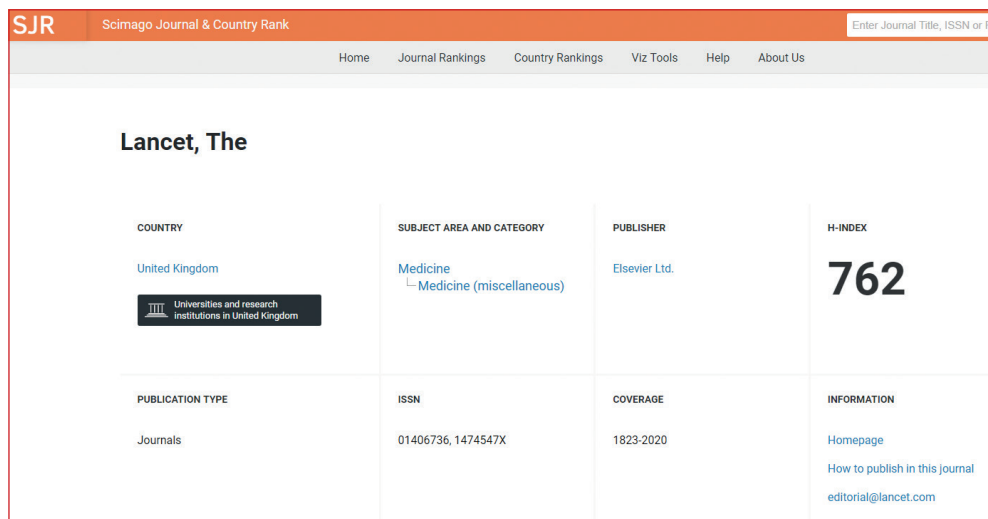 SJR
Scimago Journal & Country Rank
Enter Journal Title, ISSN or
Home Journal Rankings Country Rankings Viz Tools Help About Us
Lancet, The
COUNTRY
United Kingdom
Universities and research
institutions in United Kingdom
SUBJECT AREA AND CATEGORY
Medicine
Medicine (miscellaneous)
PUBLISHER
Elsevier Ltd.
H-INDEX
762
PUBLICATION TYPE
Journals
ISSN
01406736, 1474547X
COVERAGE
1823-2020
INFORMATION
Homepage
How to publish in this journal
editorial@lancet.com